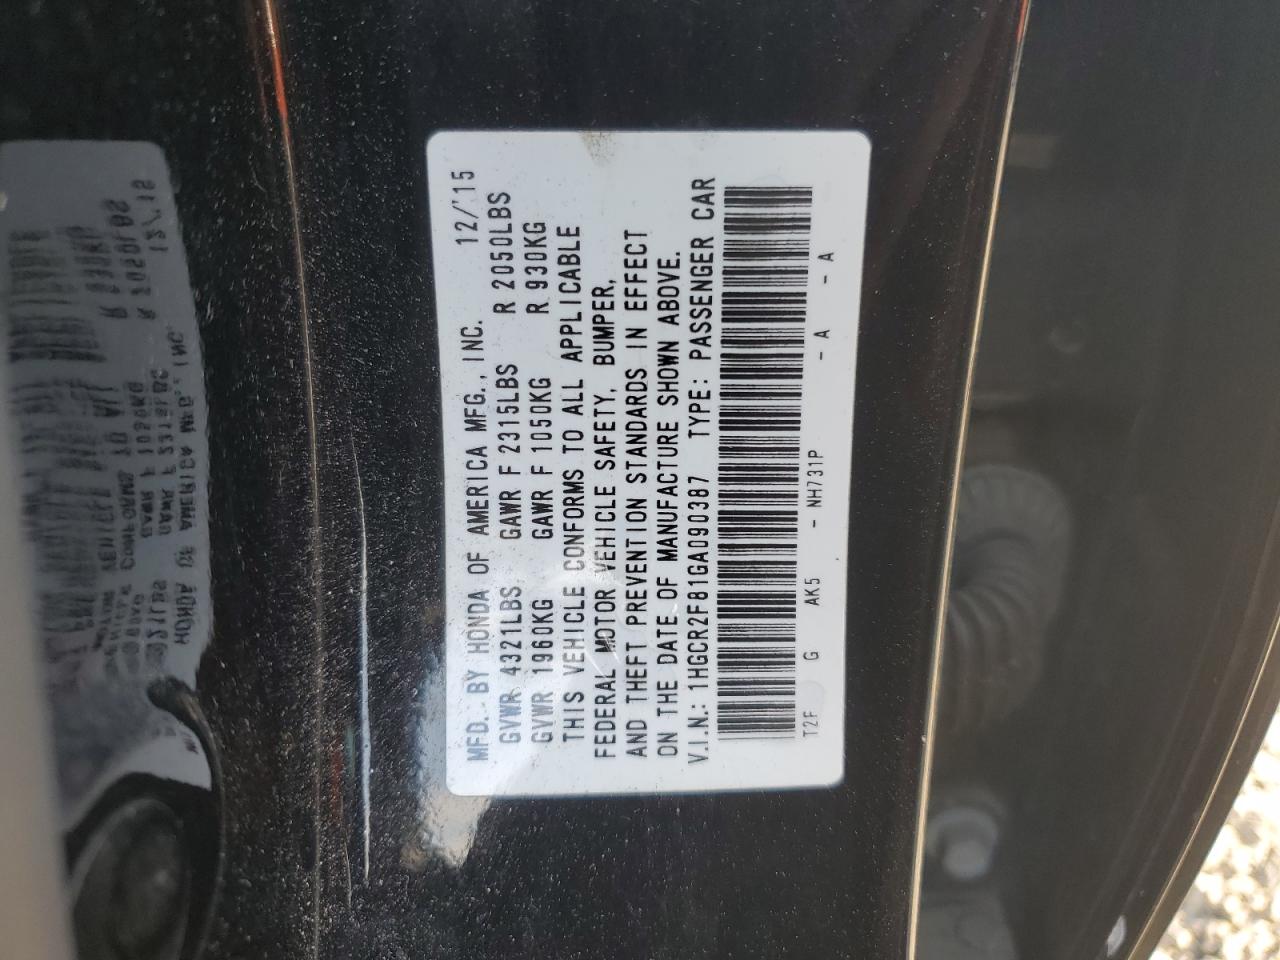 MFD. BY HONDA OF AMERICA MFG., INC. 12/'15
GVWR 4321LBS GAWR F 2315LBS R 2050LBS
GVWR 1960KG GAWR F 1050KG R 930KG
THIS VEHICLE CONFORMS TO ALL APPLICABLE
FEDERAL MOTOR VEHICLE SAFETY, BUMPER,
AND THEFT PREVENTION STANDARDS IN EFFECT
ON THE DATE OF MANUFACTURE SHOWN ABOVE.
V.I.N.: 1HGCR2F81GA090387 TYPE: PASSENGER CAR
T2F G AK5 - NH731P - A - A